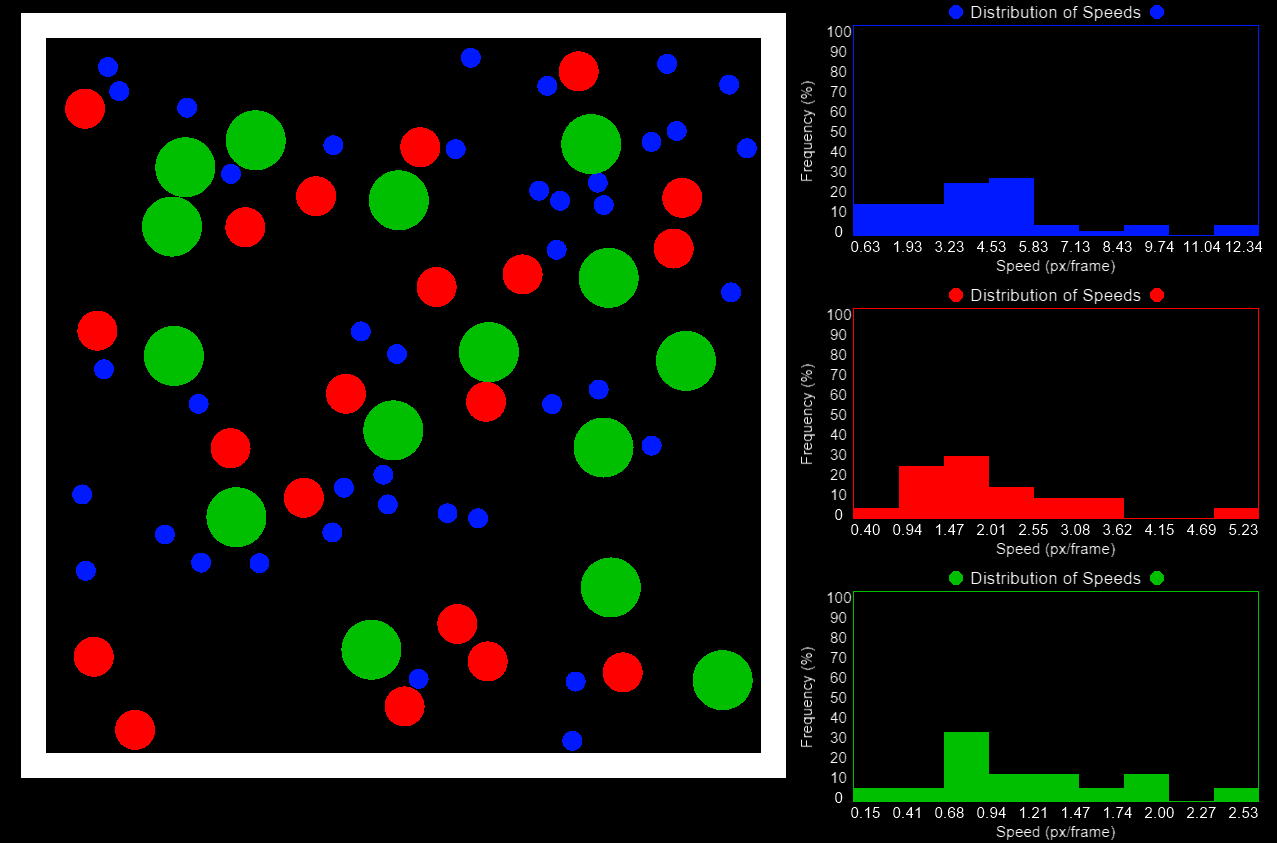 Distribution of Speeds
Frequency (%)
100
90
80
70
60
50
40
30
20
10
0
0.63 1.93 3.23 4.53 5.83 7.13 8.43 9.74 11.04 12.34
Speed (px/frame)
Distribution of Speeds
Frequency (%)
100
90
80
70
60
50
40
30
20
10
0
0.40 0.94 1.47 2.01 2.55 3.08 3.62 4.15 4.69 5.23
Speed (px/frame)
Distribution of Speeds
Frequency (%)
100
90
80
70
60
50
40
30
20
10
0
0.15 0.41 0.68 0.94 1.21 1.47 1.74 2.00 2.27 2.53
Speed (px/frame)